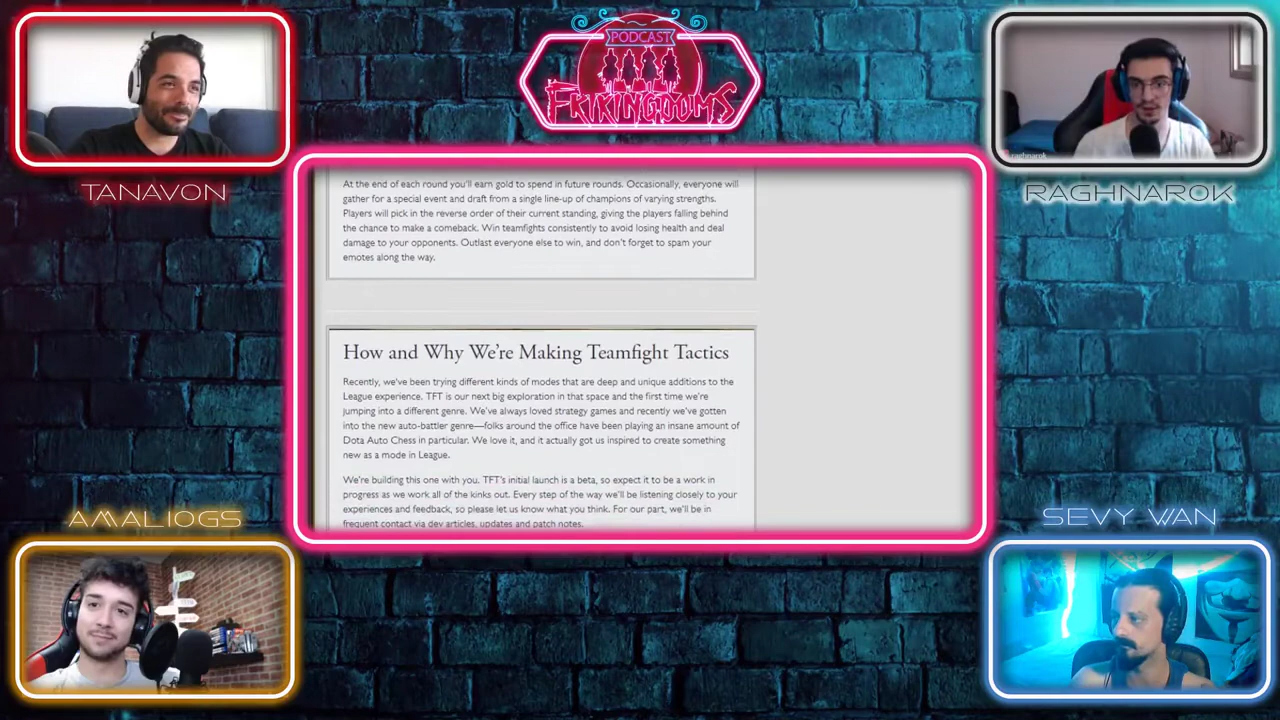 PODCAST
FRIKINGDOMS
TANAVON
RAGHNAROK
raghnarok
At the end of each round you'll earn gold to spend in future rounds. Occasionally, everyone will
gather for a special event and draft from a single line-up of champions of varying strengths.
Players will pick in the reverse order of their current standing, giving the players falling behind
the chance to make a comeback. Win teamfights consistently to avoid losing health and deal
damage to your opponents. Outlast everyone else to win, and don't forget to spam your
emotes along the way.
How and Why We're Making Teamfight Tactics
Recently, we've been trying different kinds of modes that are deep and unique additions to the
League experience. TFT is our next big exploration in that space and the first time we're
jumping into a different genre. We've always loved strategy games and recently we've gotten
into the new auto-battler genre—folks around the office have been playing an insane amount of
Dota Auto Chess in particular. We love it, and it actually got us inspired to create something
new as a mode in League.
We're building this one with you. TFT's initial launch is a beta, so expect it to be a work in
progress as we work all of the kinks out. Every step of the way we'll be listening closely to your
experiences and feedback, so please let us know what you think. For our part, we'll be in
frequent contact via dev articles, updates and patch notes.
AMALIOGS
SEVY WAN